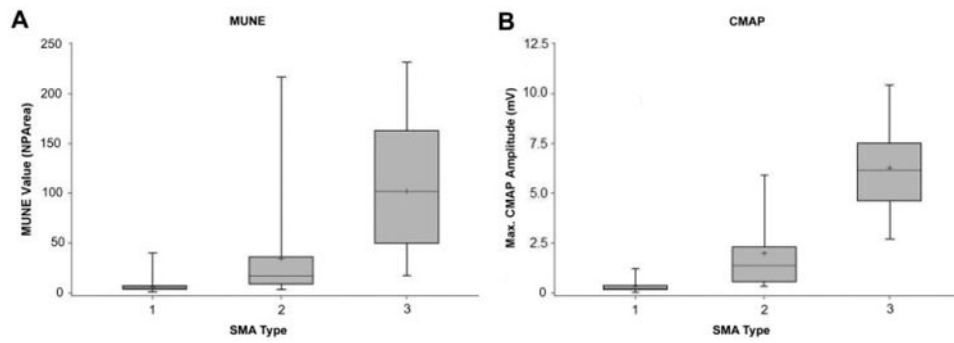 A
MUNE
MUNE Value (NPArea)
250
200
150
100
50
0
1 2 3
SMA Type
B
CMAP
Max. CMAP Amplitude (mV)
12.5
10.0
7.5
5.0
2.5
0
1 2 3
SMA Type